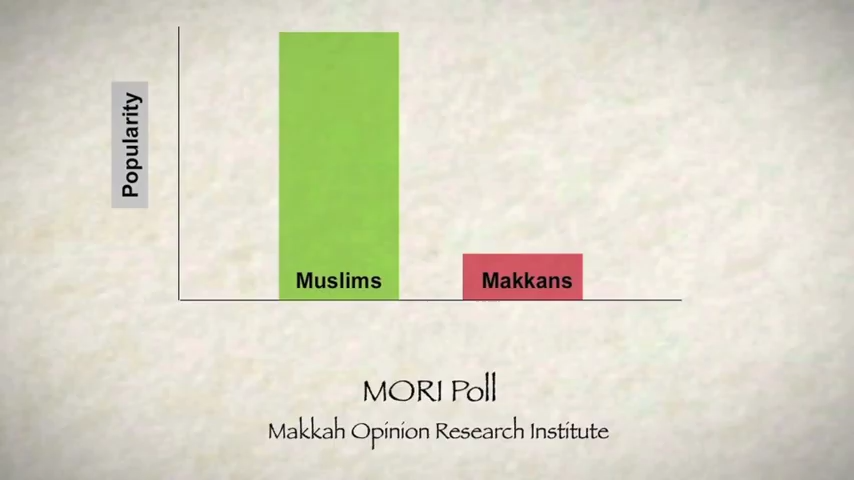 Popularity
Muslims
Makkans
MORI Poll
Makkah Opinion Research Institute